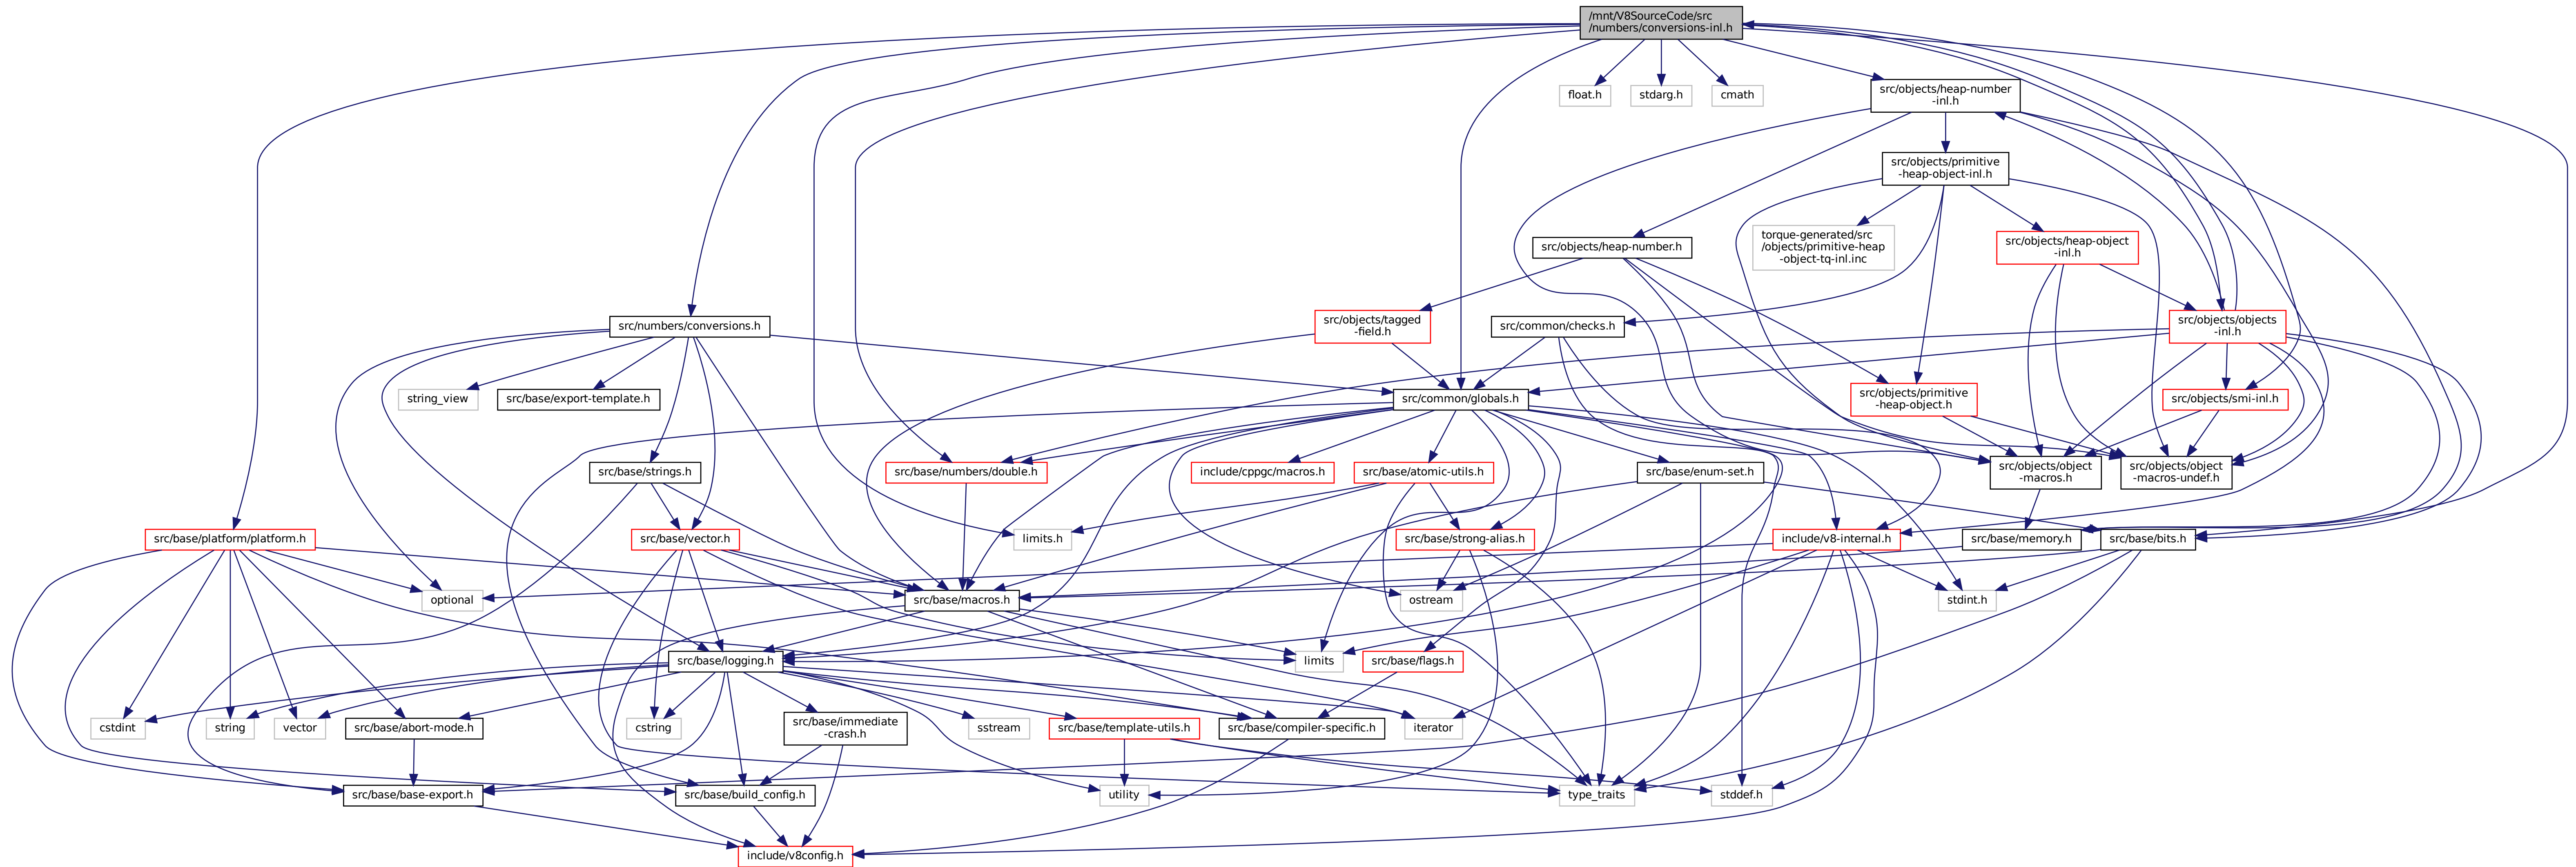 /mnt/V8SourceCode/src
/numbers/conversions-inl.h
float.h
stdarg.h
cmath
src/objects/heap-number
-inl.h
src/objects/primitive
-heap-object-inl.h
src/objects/heap-number.h
torque-generated/src
/objects/primitive-heap
-object-tq-inl.inc
src/objects/heap-object
-inl.h
src/numbers/conversions.h
src/objects/tagged
-field.h
src/common/checks.h
src/objects/objects
-inl.h
string_view
src/base/export-template.h
src/common/globals.h
src/objects/primitive
-heap-object.h
src/objects/smi-inl.h
src/base/strings.h
src/base/numbers/double.h
include/cppgc/macros.h
src/base/atomic-utils.h
src/base/enum-set.h
src/objects/object
-macros.h
src/objects/object
-macros-undef.h
src/base/platform/platform.h
src/base/vector.h
limits.h
src/base/strong-alias.h
include/v8-internal.h
src/base/memory.h
src/base/bits.h
optional
src/base/macros.h
ostream
stdint.h
src/base/logging.h
limits
src/base/flags.h
cstdint
string
vector
src/base/abort-mode.h
cstring
src/base/immediate
-crash.h
sstream
src/base/template-utils.h
src/base/compiler-specific.h
iterator
src/base/base-export.h
src/base/build_config.h
utility
type_traits
stddef.h
include/v8config.h